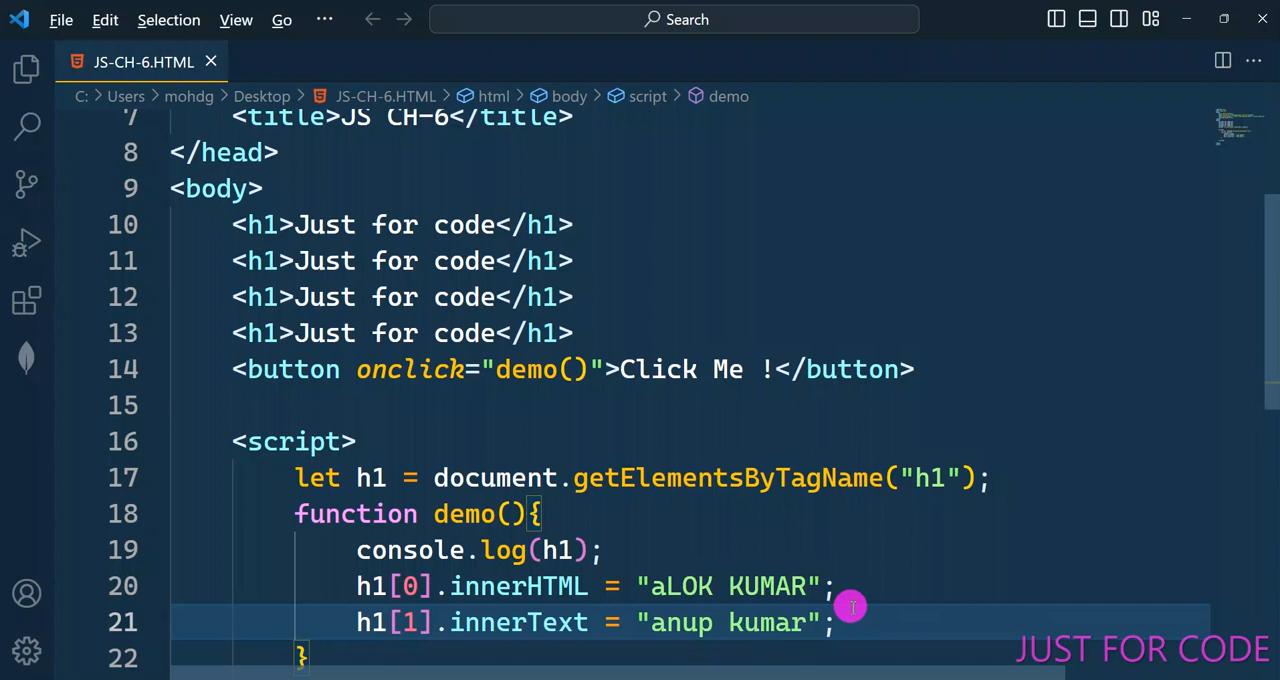 File Edit Selection View Go ··· Search
JS-CH-6.HTML
C: > Users > mohdg > Desktop > JS-CH-6.HTML > html > body > script > demo
7 <title>JS CH-6</title>
8 </head>
9 <body>
10 <h1>Just for code</h1>
11 <h1>Just for code</h1>
12 <h1>Just for code</h1>
13 <h1>Just for code</h1>
14 <button onclick="demo()">Click Me !</button>
15
16 <script>
17 let h1 = document.getElementsByTagName("h1");
18 function demo(){
19 console.log(h1);
20 h1[0].innerHTML = "aLOK KUMAR";
21 h1[1].innerText = "anup kumar";
22 }
JUST FOR CODE